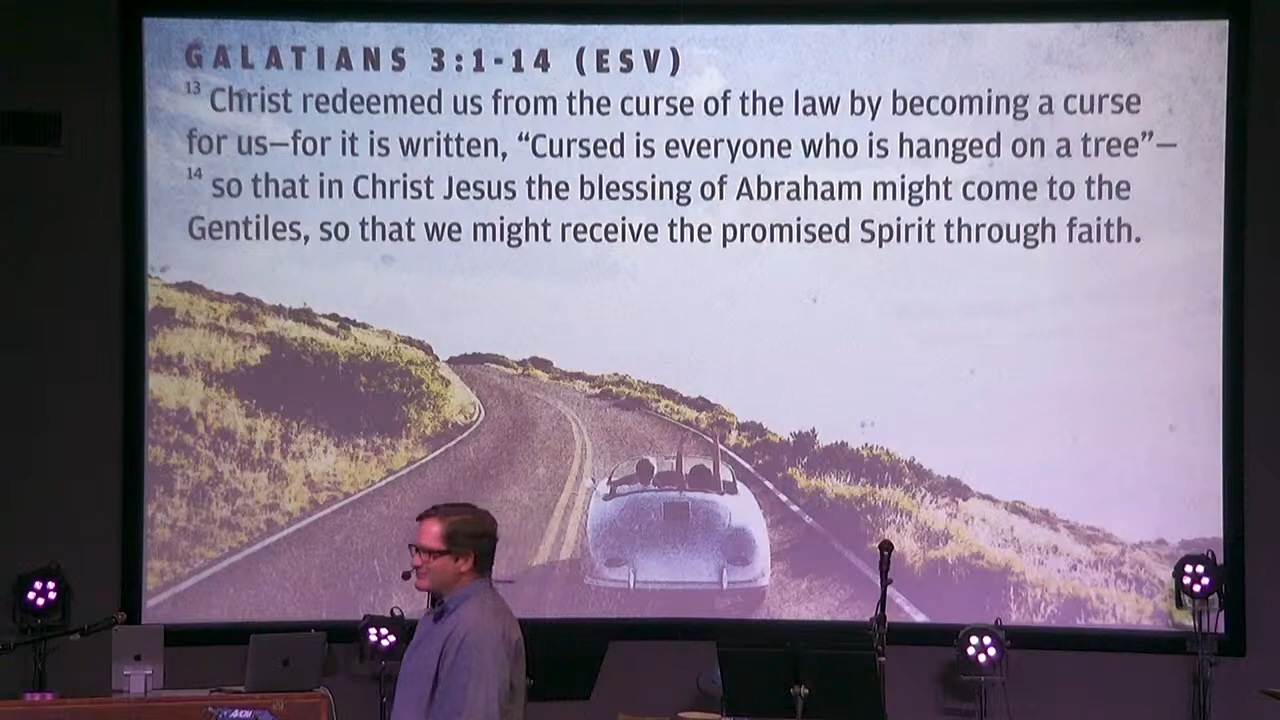 GALATIANS 3:1-14 (ESV)
13 Christ redeemed us from the curse of the law by becoming a curse
for us—for it is written, “Cursed is everyone who is hanged on a tree”—
14 so that in Christ Jesus the blessing of Abraham might come to the
Gentiles, so that we might receive the promised Spirit through faith.